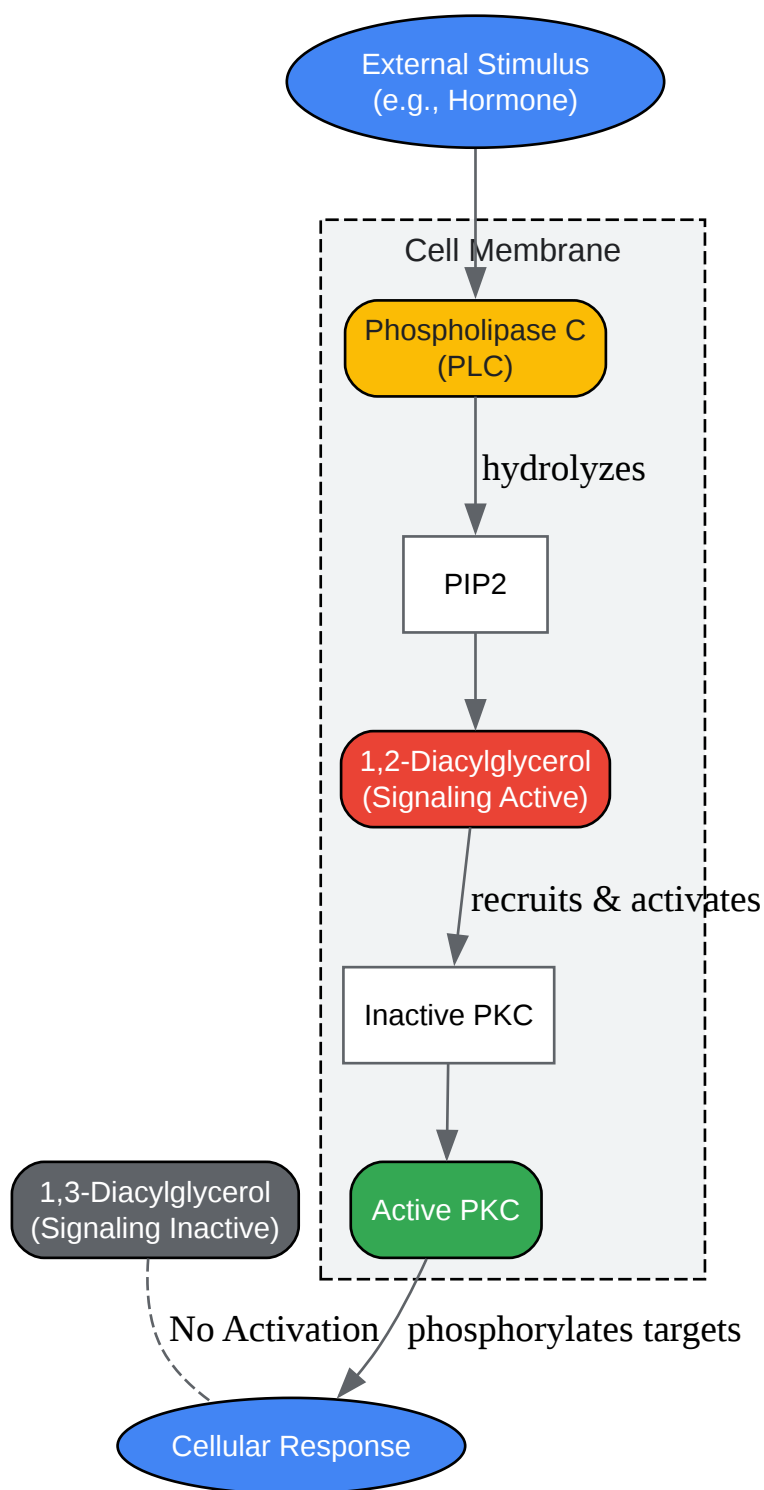 External Stimulus
(e.g., Hormone)
Cell Membrane
Phospholipase C
(PLC)
hydrolyzes
PIP2
1,2-Diacylglycerol
(Signaling Active)
recruits & activates
Inactive PKC
1,3-Diacylglycerol
(Signaling Inactive)
Active PKC
No Activation
phosphorylates targets
Cellular Response